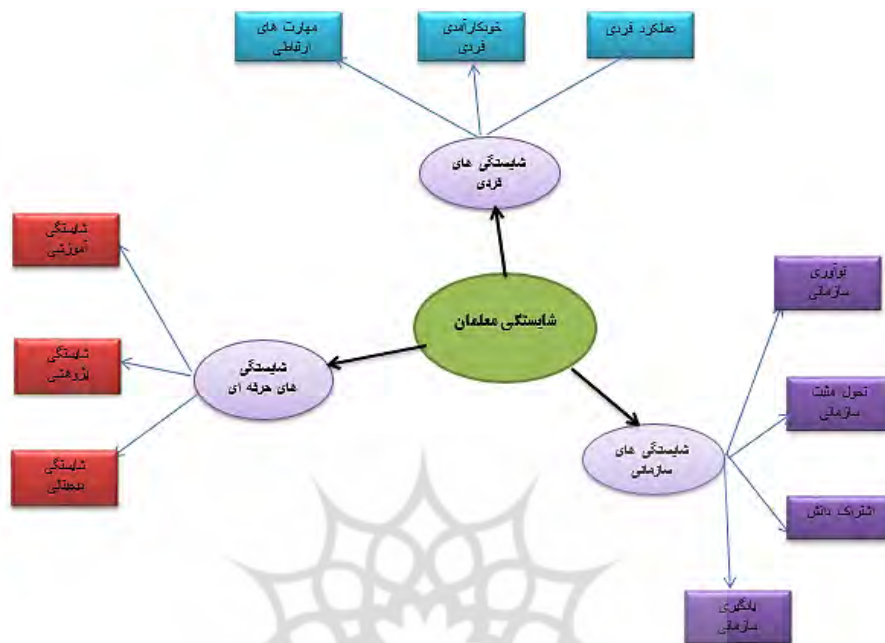 عملکرد فردی
خودکارآمدی
فردی
مهارت های
ارتباطی
شایستگی های
فردی
شایستگی معلمان
شایستگی
های حرفه ای
شایستگی
آموزشی
شایستگی
پژوهشی
شایستگی
دیجیتالی
شایستگی های
سازمانی
نوآوری
سازمانی
تحول مثبت
سازمانی
اشتراک دانش
یادگیری
سازمانی